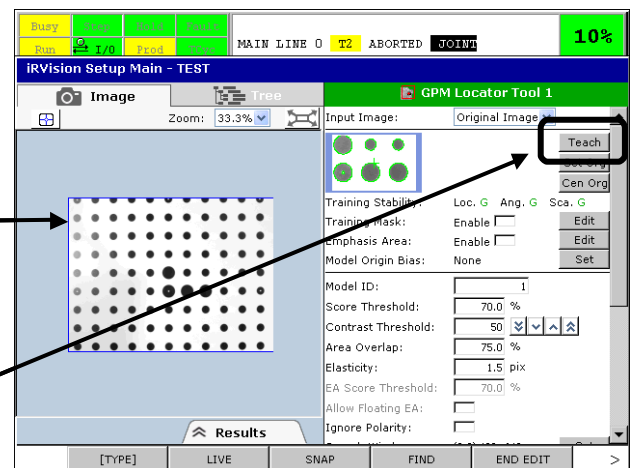 Busy Step Hold Fault
Run I/O Prod TCyc
MAIN LINE 0 T2 ABORTED JOINT
10%
iRVision Setup Main - TEST
Image Tree
GPM Locator Tool 1
Zoom: 33.3%
Input Image: Original Image
Teach
Cen Org
Training Stability: Loc. G Ang. G Sca. G
Training Mask: Enable Edit
Emphasis Area: Enable Edit
Model Origin Bias: None Set
Model ID: 1
Score Threshold: 70.0 %
Contrast Threshold: 50
Area Overlap: 75.0 %
Elasticity: 1.5 pix
EA Score Threshold: 70.0 %
Allow Floating EA:
Ignore Polarity:
Results
[TYPE] LIVE SNAP FIND END EDIT >